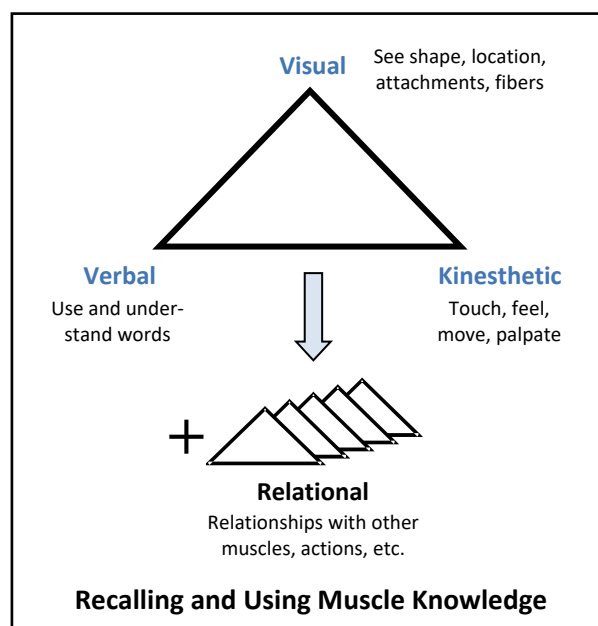 Visual
See shape, location,
attachments, fibers
Verbal
Use and under-
stand words
Kinesthetic
Touch, feel,
move, palpate
+
Relational
Relationships with other
muscles, actions, etc.
Recalling and Using Muscle Knowledge